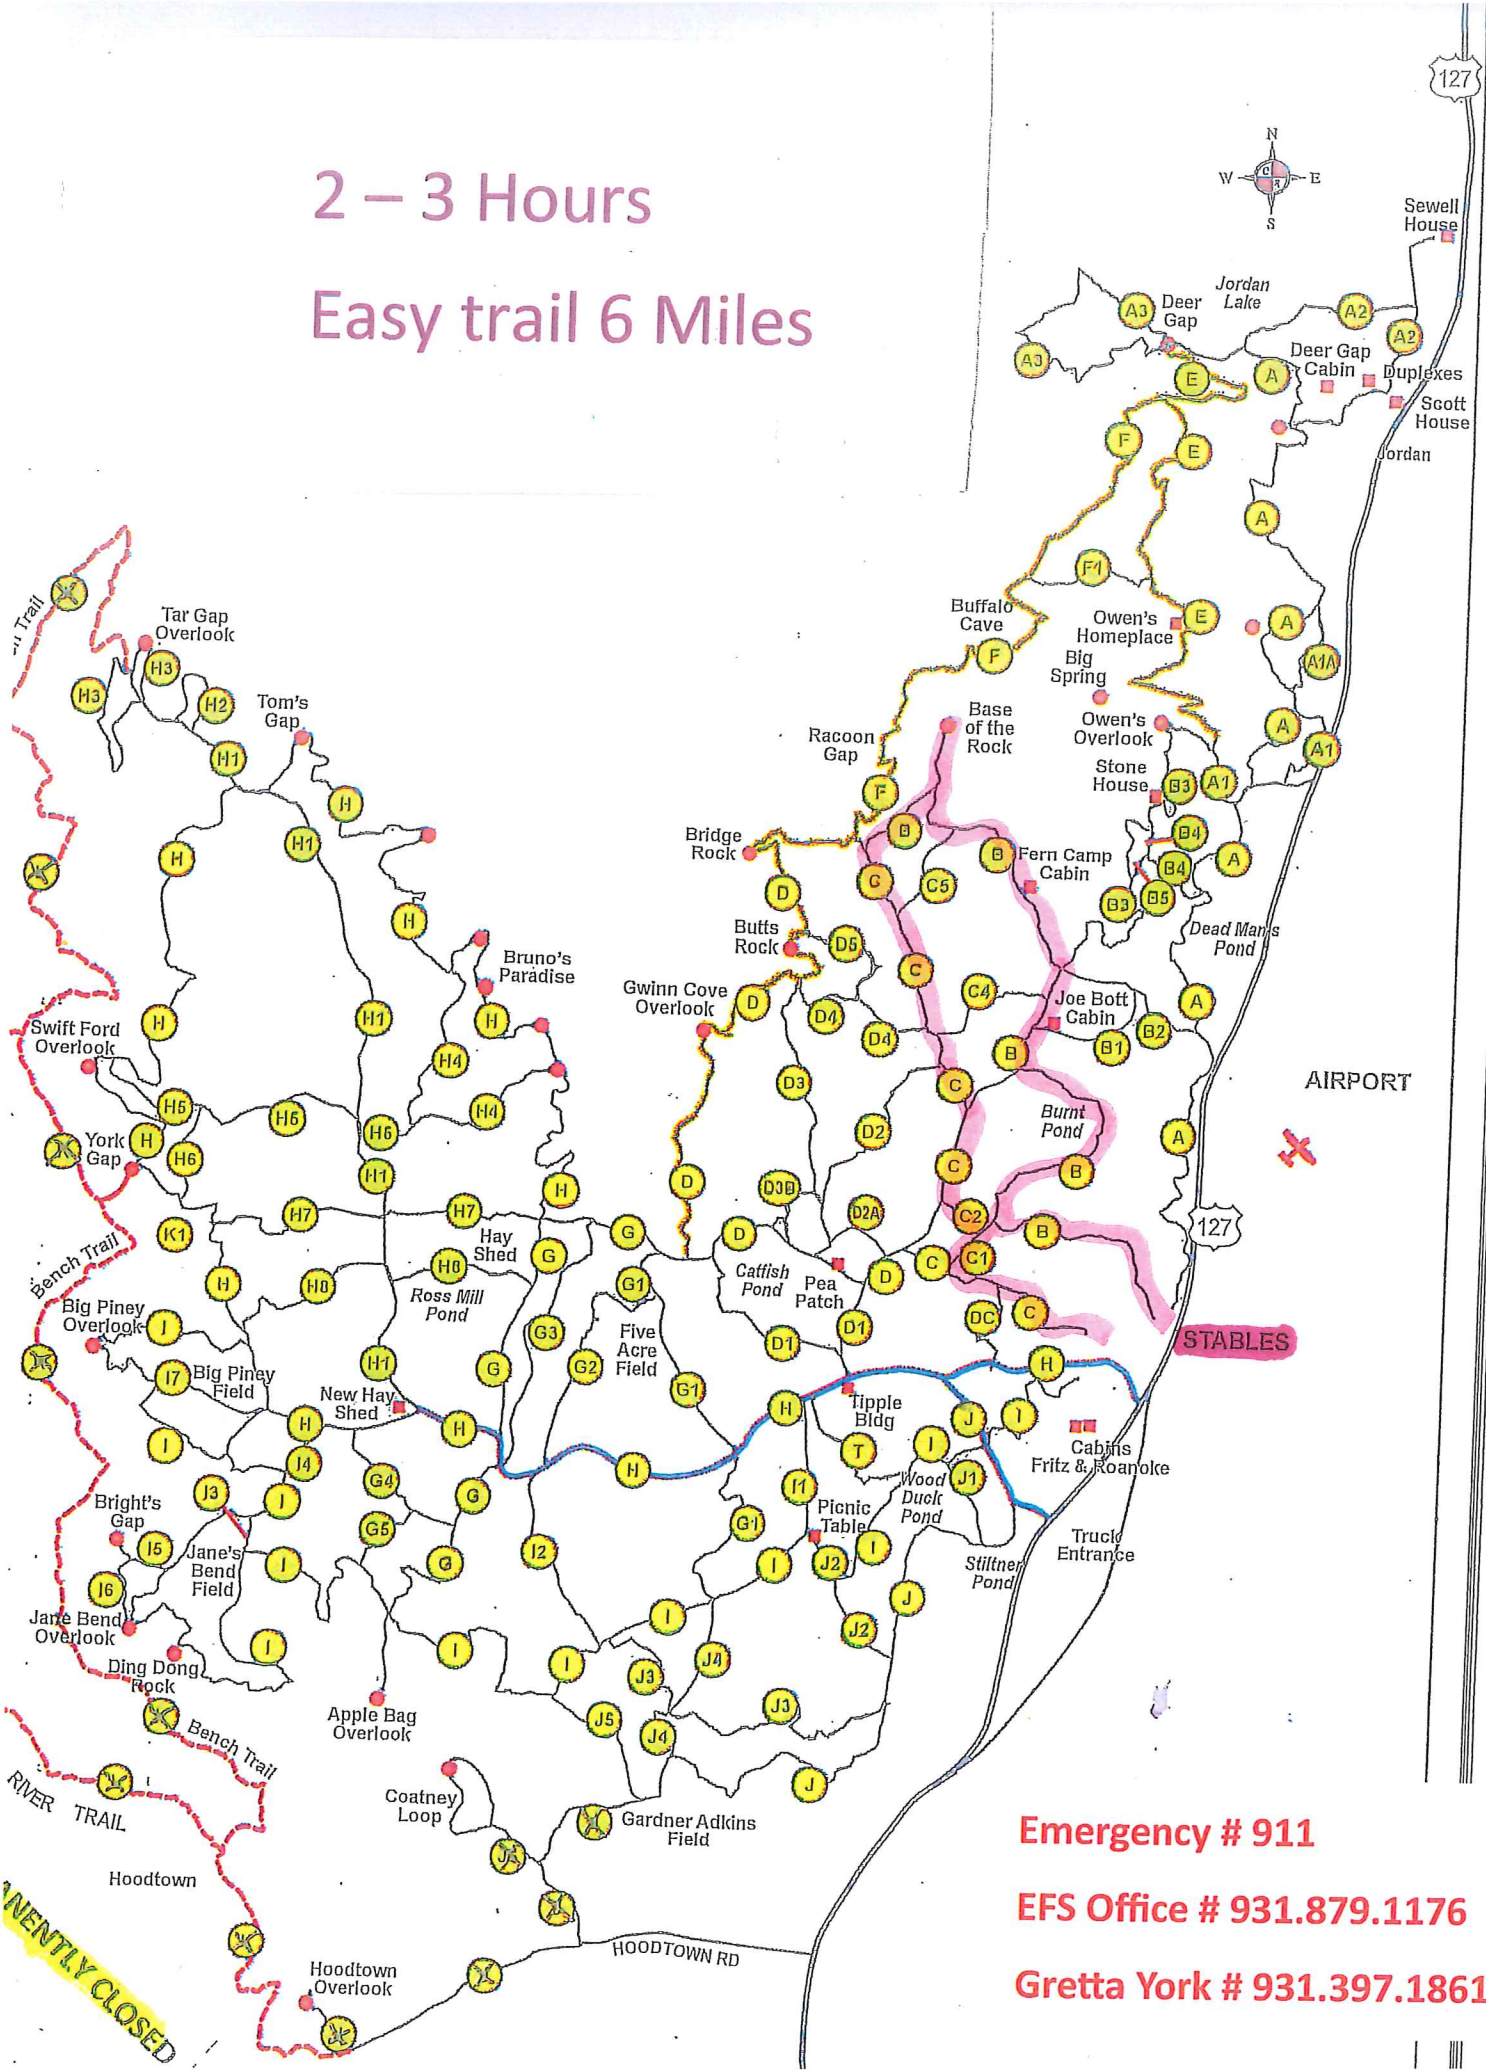 127
N
W
E
C
R
S
2 – 3 Hours
Easy trail 6 Miles
Sewell
House
Jordan
Lake
A3
Deer
Gap
A2
A2
A3
E
A
Deer Gap
Cabin
Duplexes
Scott
House
Jordan
F
E
A
F1
Buffalo
Cave
Owen's
Homeplace
E
A
F
Big
Spring
A1A
Trail
Tar Gap
Overlook
H3
H3
H2
Tom's
Gap
H1
Racoon
Gap
Base
of the
Rock
Owen's
Overlook
A
A1
Stone
House
B3
A1
H
F
H1
H
Bridge
Rock
B
B
Fern Camp
Cabin
B4
A
B4
D
C
C5
B3
B5
H
Butts
Rock
D5
Dead Man's
Pond
Bruno's
Paradise
C
Gwinn Cove
Overlook
D
C4
Joe Bott
Cabin
A
H
H1
H
D4
D4
B2
B1
Swift Ford
Overlook
H4
B
D3
C
AIRPORT
H5
H5
H4
Burnt
Pond
York
Gap
H
H6
H6
D2
A
H1
C
B
D
D3B
H
K1
H7
H7
D2A
C2
B
127
Hay
Shed
G
D
G
C
C1
Bench Trail
H
H8
H8
Ross Mill
Pond
G1
Catfish
Pond
Pea
Patch
D
Big Piney
Overlook
I
G3
Five
Acre
Field
D1
D1
DC
C
STABLES
H1
I7
Big Piney
Field
G
G2
G1
H
New Hay
Shed
H
H
H
Tipple
Bldg
J
I
Cabins
Fritz & Roanoke
I
I4
T
I
H
J1
I3
I
G4
G
I1
Wood
Duck
Pond
Bright's
Gap
G5
G1
Picnic
Table
Truck
Entrance
I5
Jane's
Bend
Field
I
G
I2
I
J2
I
Stiltner
Pond
I6
J
Jane Bend
Overlook
I
J2
I
I
I
J3
J4
Ding Dong
Rock
J3
Apple Bag
Overlook
J5
J4
Bench Trail
J
RIVER TRAIL
Coatney
Loop
Gardner Adkins
Field
Hoodtown
Emergency # 911
EFS Office # 931.879.1176
Gretta York # 931.397.1861
HOODTOWN RD
Hoodtown
Overlook
CLOSED